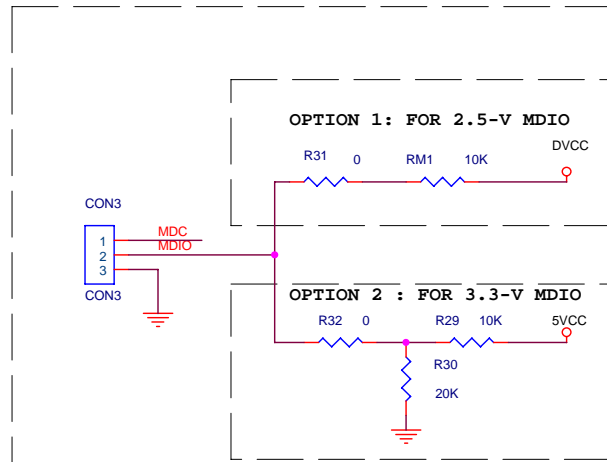 OPTION 1: FOR 2.5-V MDIO
DVCC
R31 0 RM1 10K
CON3
1 MDC
2 MDIO
3
CON3
OPTION 2 : FOR 3.3-V MDIO
R32 0 R29 10K 5VCC
R30
20K